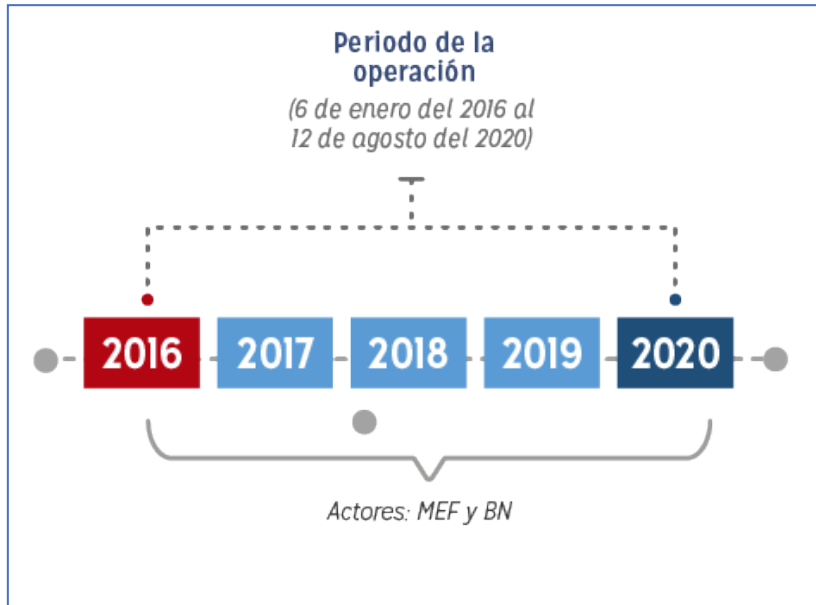 Periodo de la
operación
(6 de enero del 2016 al
12 de agosto del 2020)
2016 2017 2018 2019 2020
Actores: MEF y BN